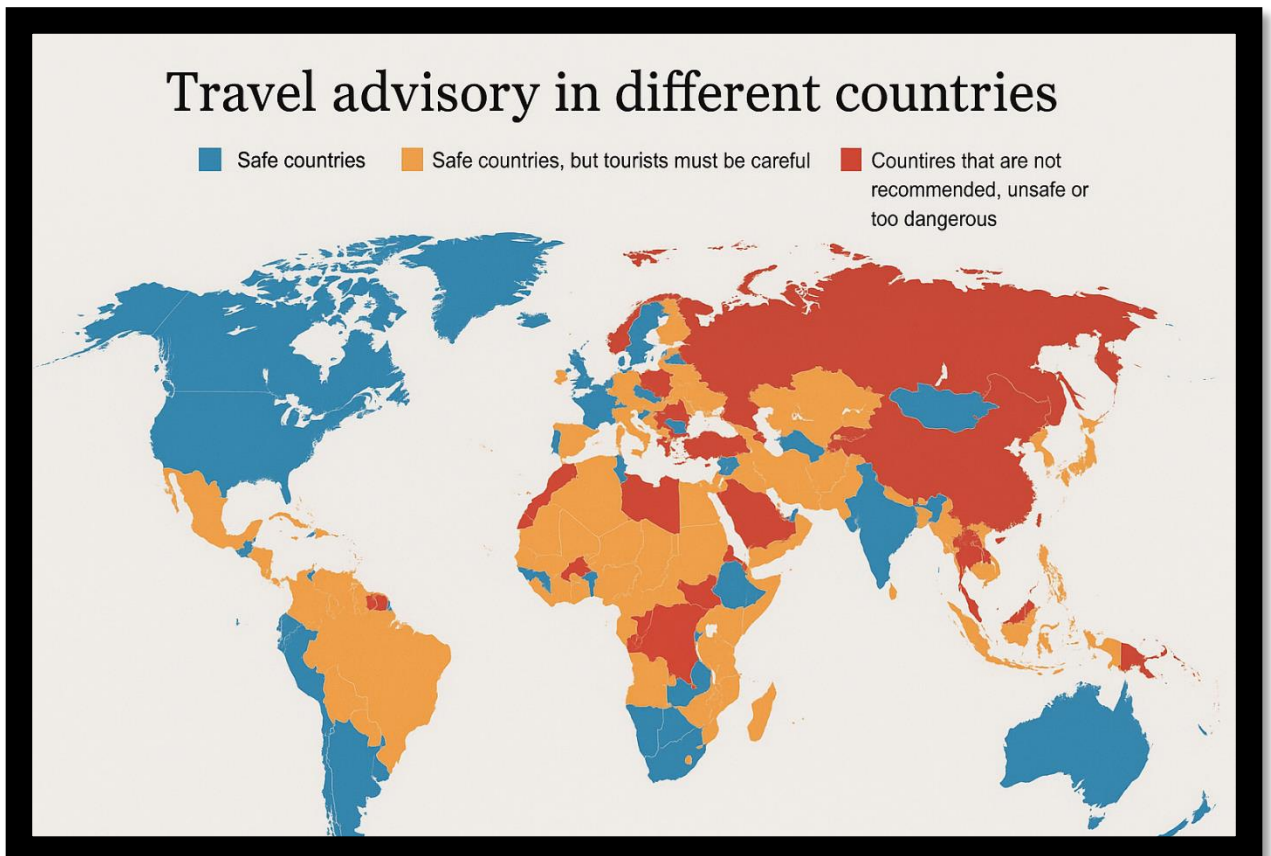 Travel advisory in different countries
Safe countries
Safe countries, but tourists must be careful
Countires that are not
recommended, unsafe or
too dangerous